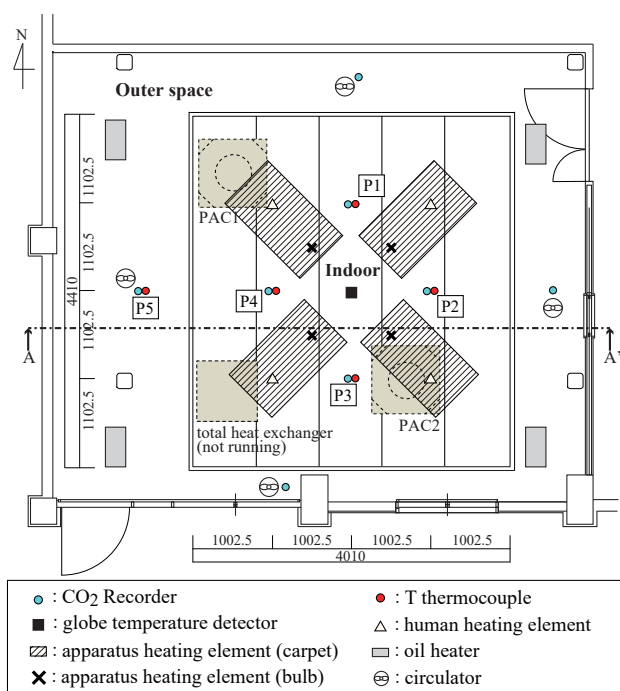 N
Outer space
P1
PAC1
Indoor
P5
P4
P2
A
A'
P3
PAC2
total heat exchanger
(not running)
1102.5
1102.5
1102.5
1102.5
4410
1002.5 1002.5 1002.5 1002.5
4010
: CO2 Recorder
: T thermocouple
: globe temperature detector
: human heating element
: apparatus heating element (carpet)
: oil heater
: apparatus heating element (bulb)
: circulator